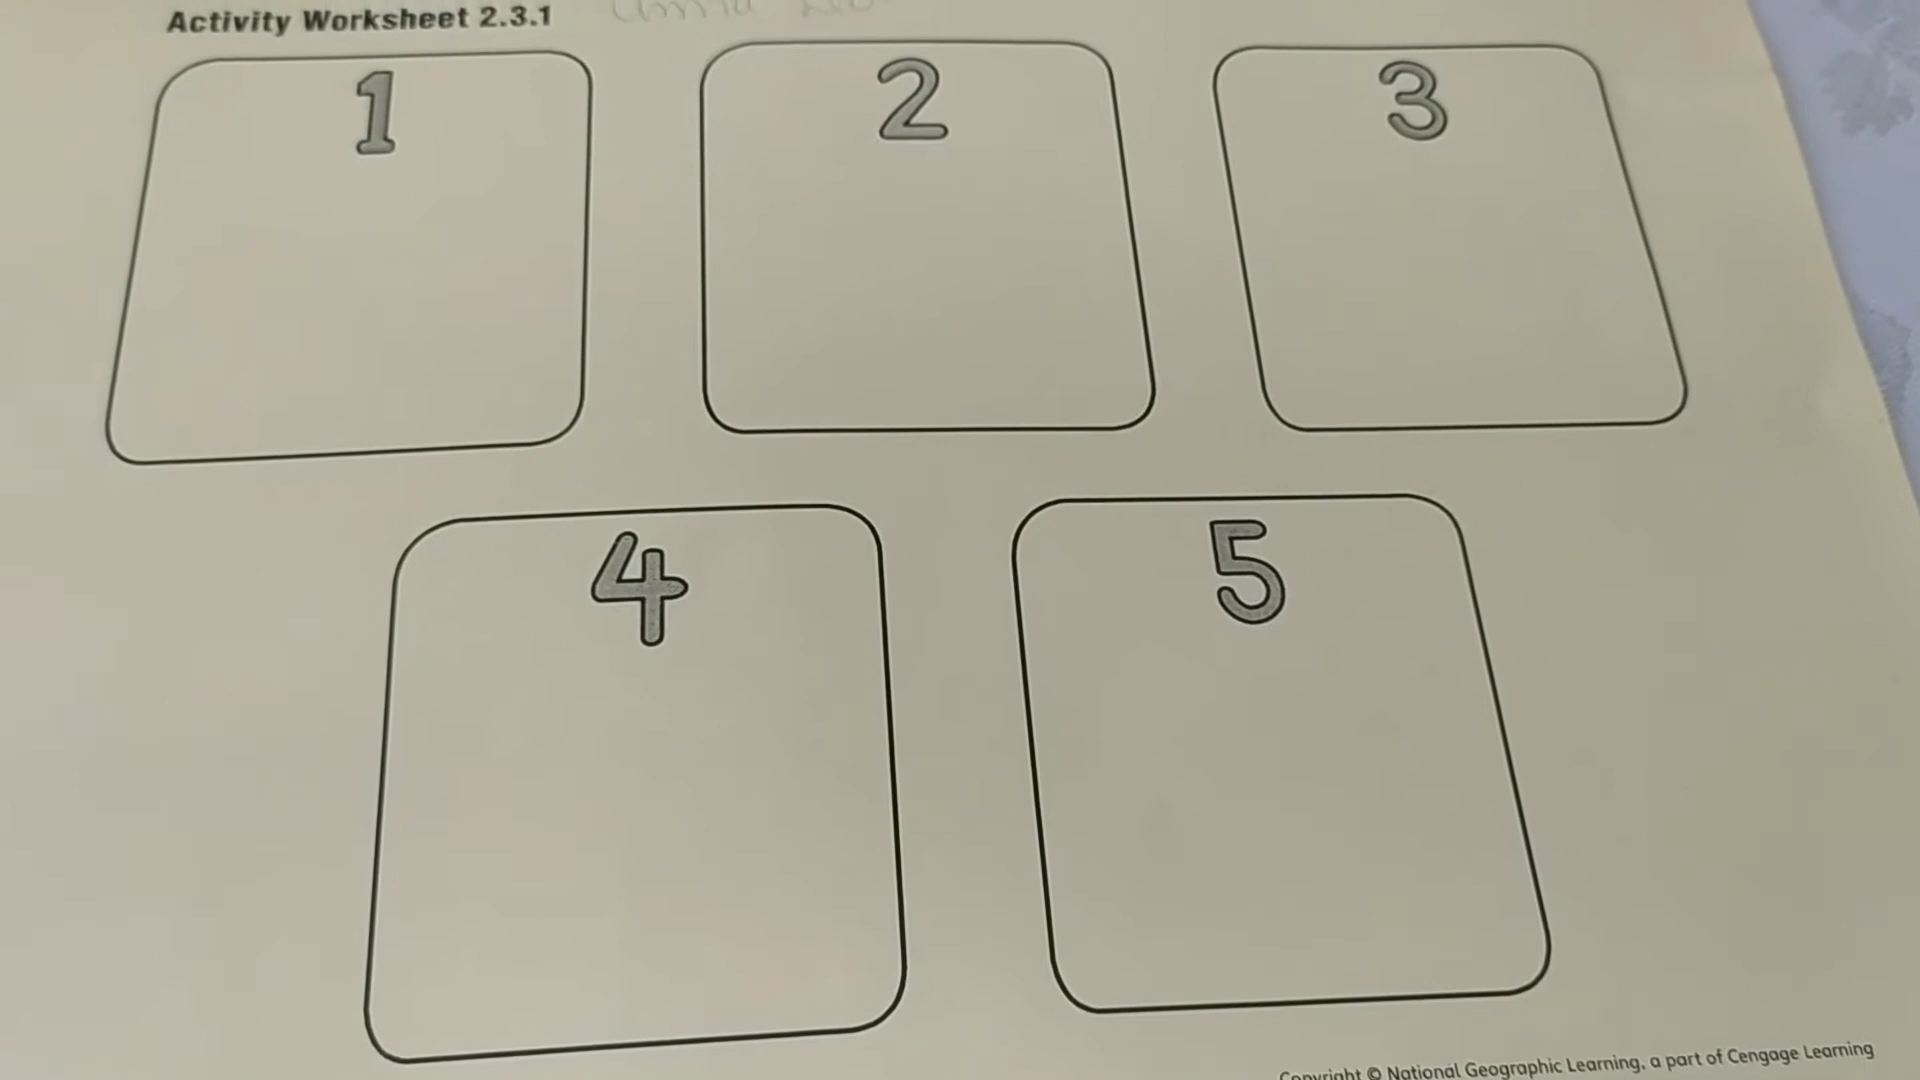 Activity Worksheet 2.3.1
1
2
3
4
5
Copyright © National Geographic Learning, a part of Cengage Learning